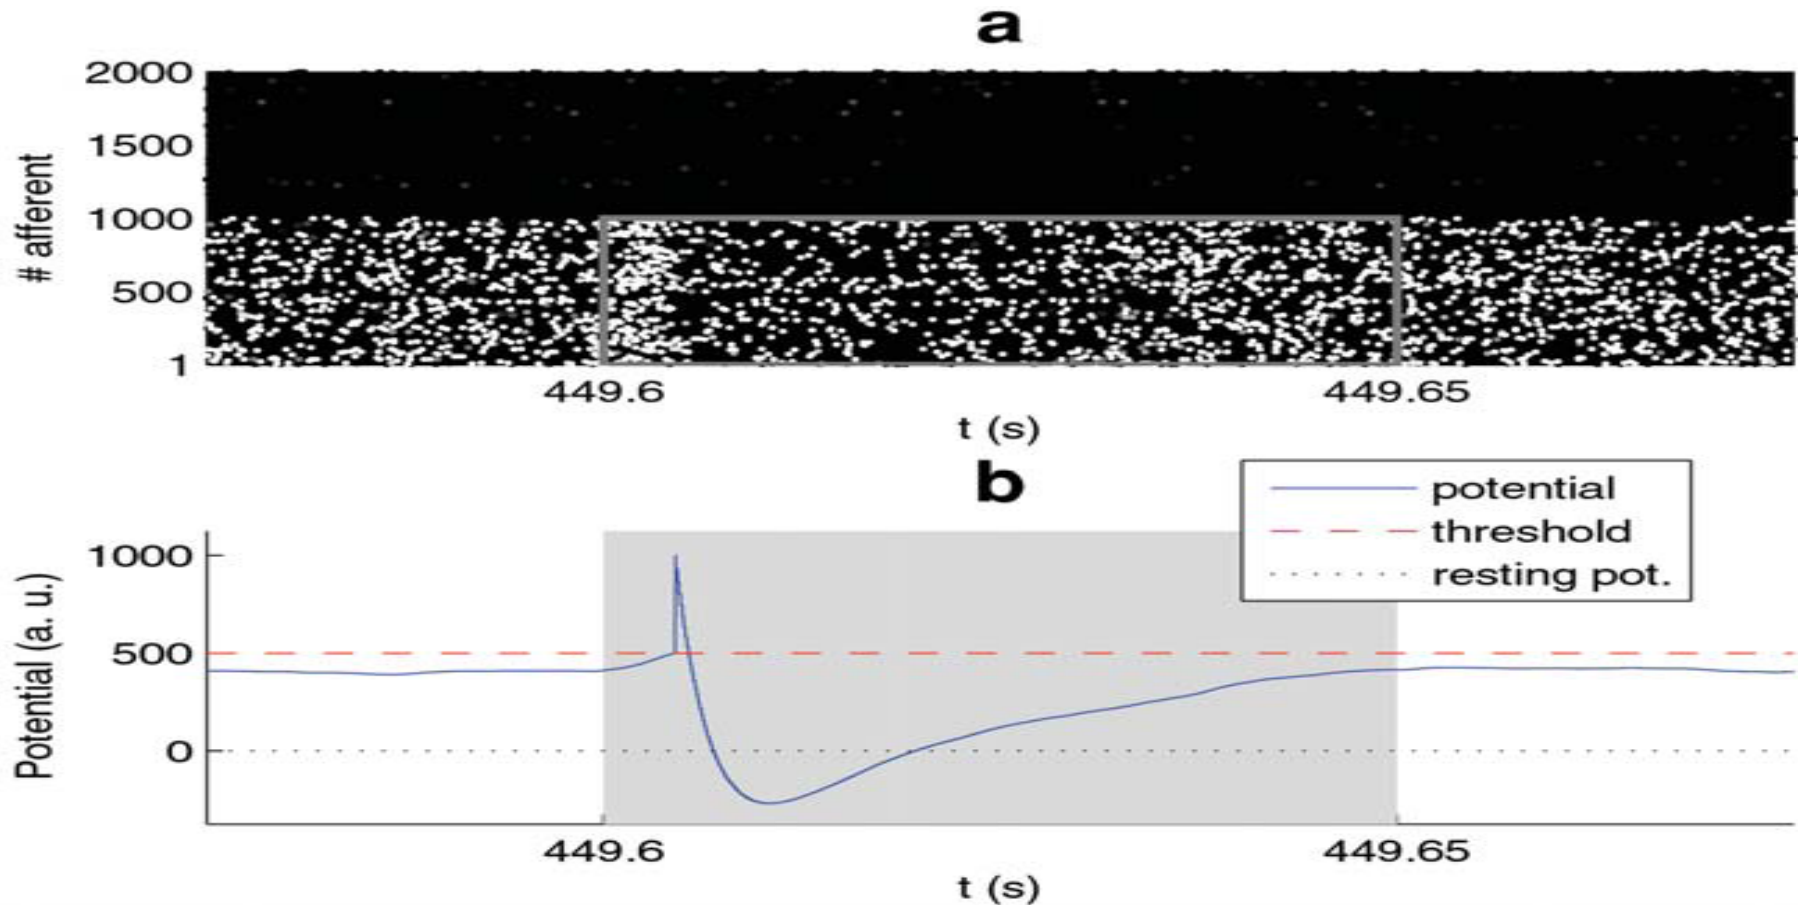 a
2000
1500
1000
500
1
# afferent
449.6
449.65
t (s)
b
potential
threshold
resting pot.
1000
500
0
Potential (a. u.)
449.6
449.65
t (s)